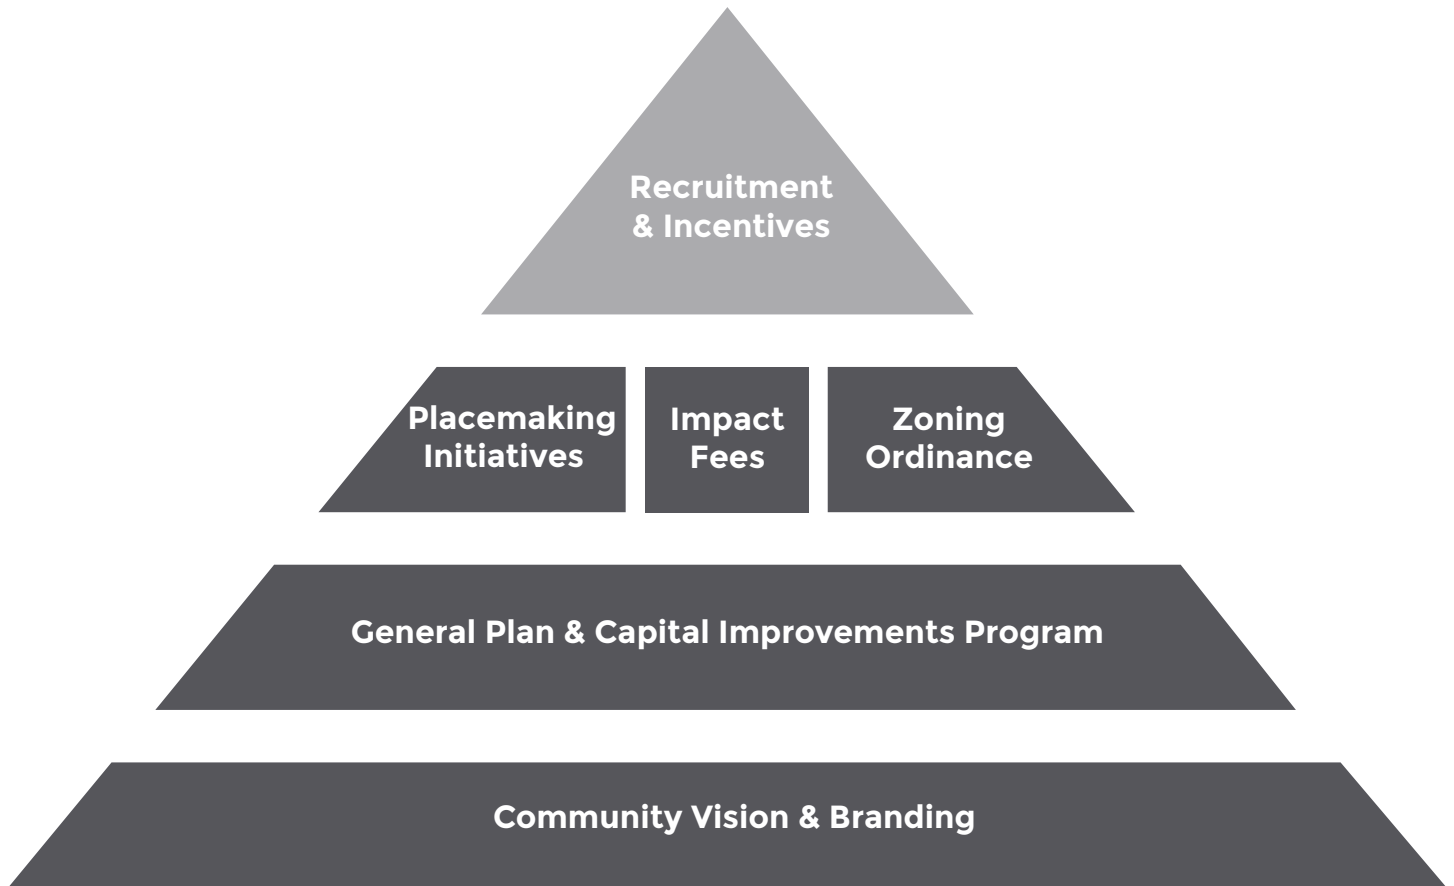 Recruitment
& Incentives
Placemaking
Initiatives
Impact
Fees
Zoning
Ordinance
General Plan & Capital Improvements Program
Community Vision & Branding